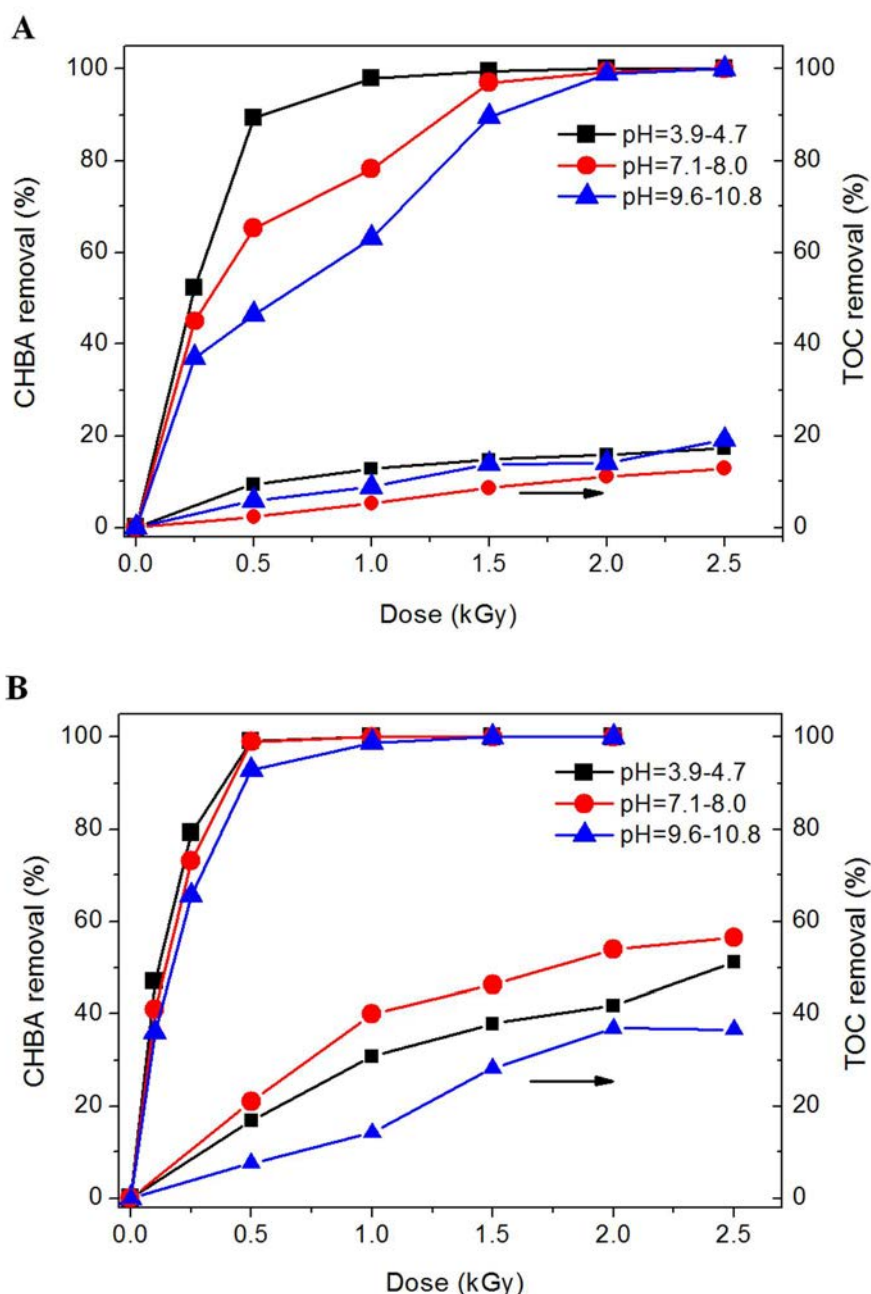 A
CHBA removal (%)
100
80
60
40
20
0
pH=3.9-4.7
pH=7.1-8.0
pH=9.6-10.8
100
80
60
40
20
0
TOC removal (%)
0.0 0.5 1.0 1.5 2.0 2.5
Dose (kGy)
B
CHBA removal (%)
100
80
60
40
20
0
pH=3.9-4.7
pH=7.1-8.0
pH=9.6-10.8
100
80
60
40
20
0
TOC removal (%)
0.0 0.5 1.0 1.5 2.0 2.5
Dose (kGy)